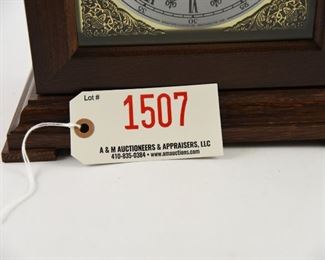 Lot #
1507
A & M AUCTIONEERS & APPRAISERS, LLC
410-835-0384 • www.amauctions.com